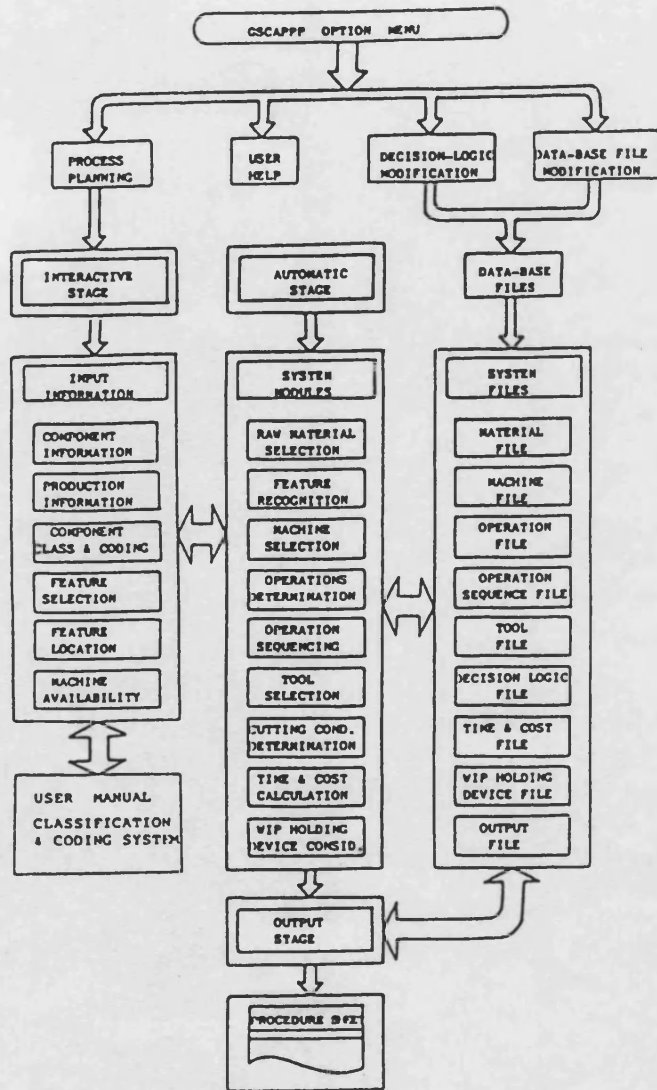 GSCAPPP OPTION MENU
PROCESS
PLANNING
USER
HELP
DECISION-LOGIC
MODIFICATION
DATA-BASE FILE
MODIFICATION
INTERACTIVE
STAGE
AUTOMATIC
STAGE
DATA-BASE
FILES
INPUT
INFORMATION
COMPONENT
INFORMATION
PRODUCTION
INFORMATION
COMPONENT
CLASS & CODING
FEATURE
SELECTION
FEATURE
LOCATION
MACHINE
AVAILABILITY
USER MANUAL
CLASSIFICATION
& CODING SYSTEM
SYSTEM
MODULES
RAW MATERIAL
SELECTION
FEATURE
RECOGNITION
MACHINE
SELECTION
OPERATIONS
DETERMINATION
OPERATION
SEQUENCING
TOOL
SELECTION
CUTTING COND.
DETERMINATION
TIME & COST
CALCULATION
WIP HOLDING
DEVICE CONSID.
SYSTEM
FILES
MATERIAL
FILE
MACHINE
FILE
OPERATION
FILE
OPERATION
SEQUENCE FILE
TOOL
FILE
DECISION LOGIC
FILE
TIME & COST
FILE
WIP HOLDING
DEVICE FILE
OUTPUT
FILE
OUTPUT
STAGE
PROCEDURE SHEET